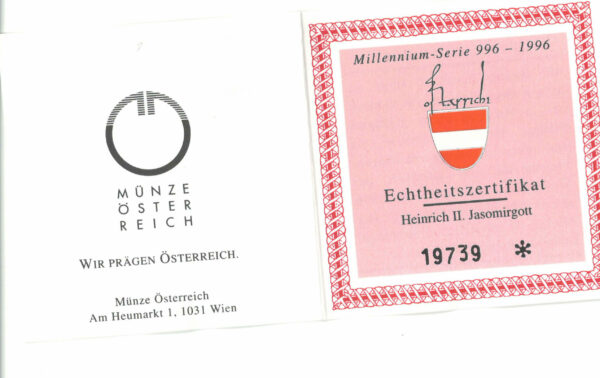 MÜNZE
ÖSTER
REICH
WIR PRÄGEN ÖSTERREICH.
Münze Österreich
Am Heumarkt 1, 1031 Wien
Millennium-Serie 996 – 1996
Echtheitszertifikat
Heinrich II. Jasomirgott
19739 *